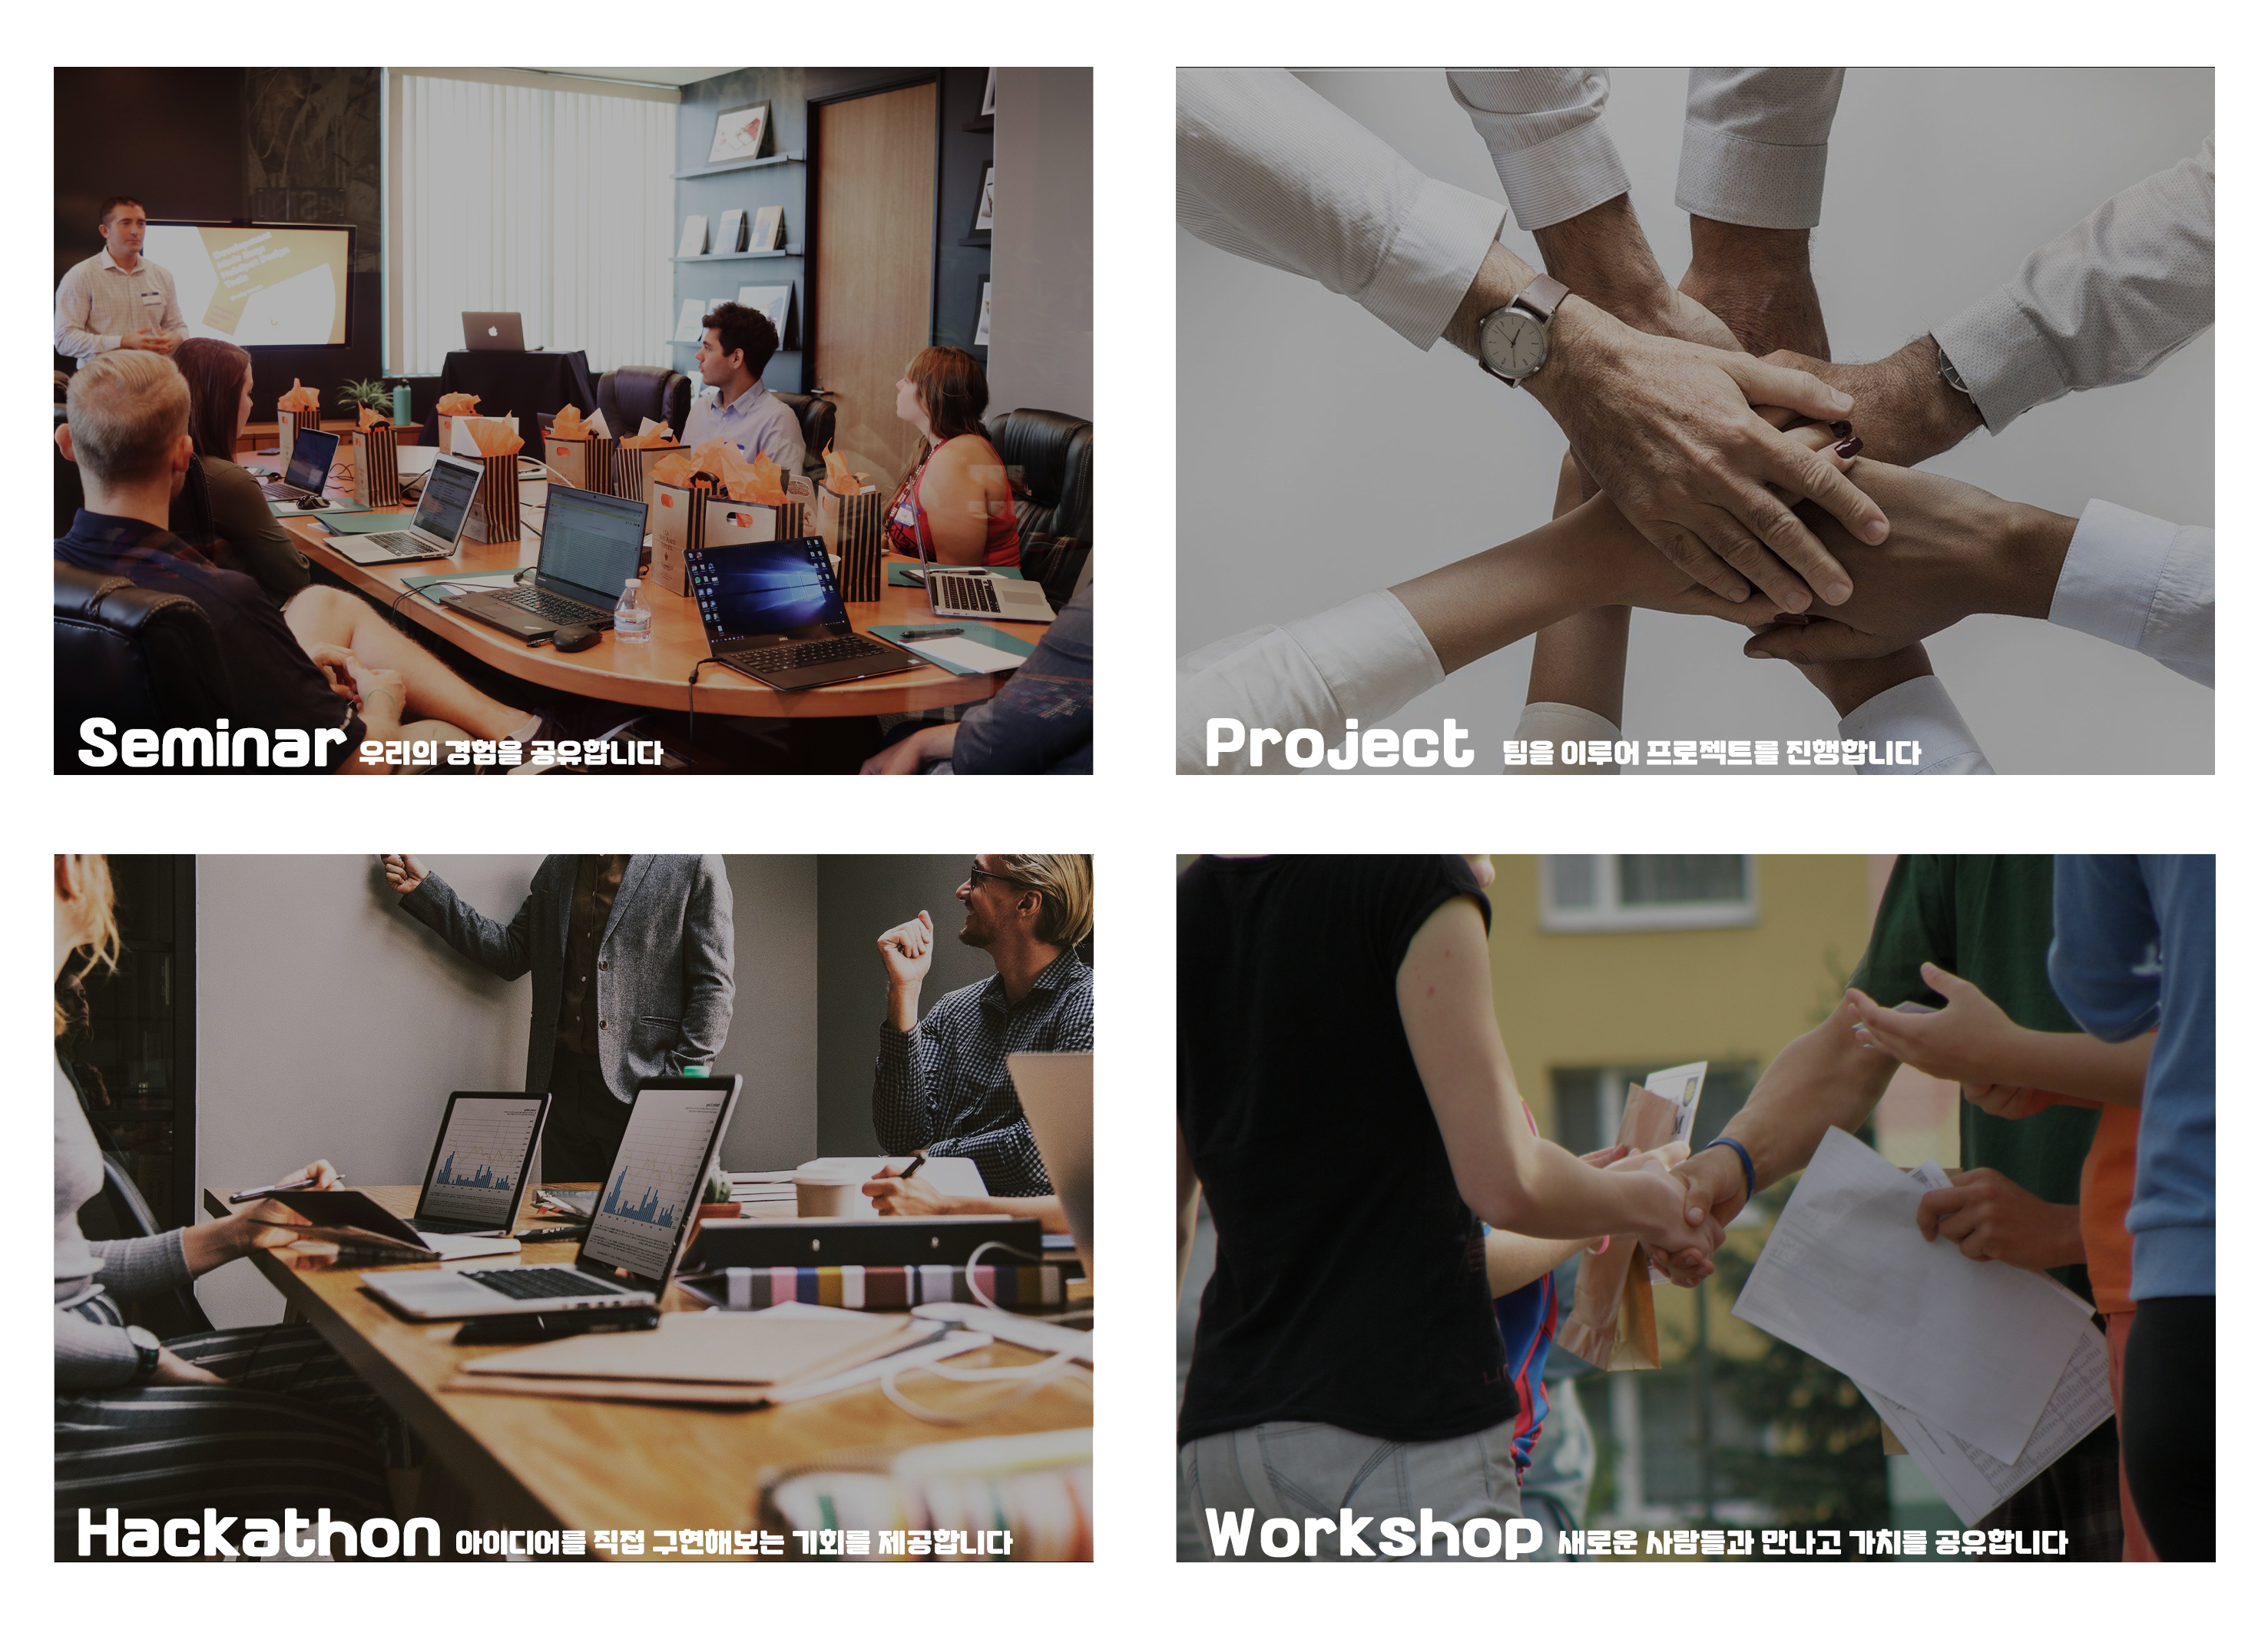 Seminar 우리의 경험을 공유합니다
Project 팀을 이루어 프로젝트를 진행합니다
Hackathon 아이디어를 직접 구현해보는 기회를 제공합니다
Workshop 새로운 사람들과 만나고 가치를 공유합니다